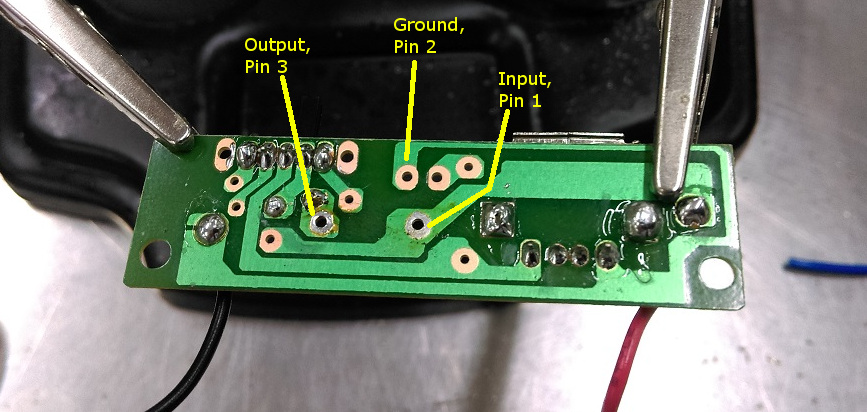 Output,
Pin 3
Ground,
Pin 2
Input,
Pin 1